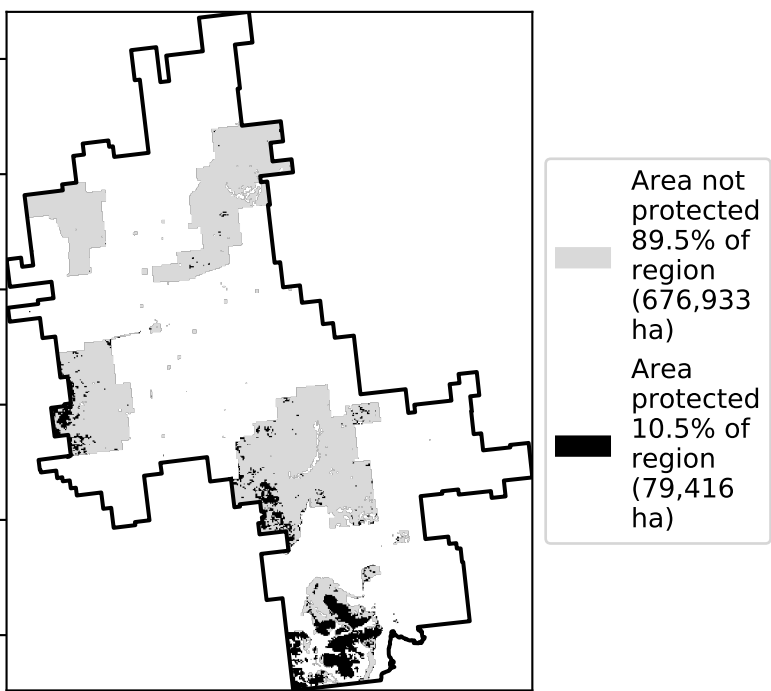 Area not
protected
89.5% of
region
(676,933
ha)
Area
protected
10.5% of
region
(79,416
ha)